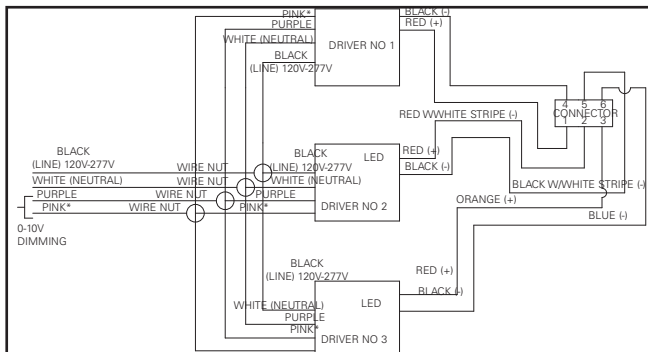 PINK*
PURPLE
WHITE (NEUTRAL)
BLACK
(LINE) 120V-277V
DRIVER NO 1
BLACK (-)
RED (+)
4 5 6
CONNECTOR
1 2 3
RED WWHITE STRIPE (-)
BLACK
(LINE) 120V-277V
WHITE (NEUTRAL)
PURPLE
PINK*
0-10V
DIMMING
WIRE NUT
WIRE NUT
WIRE NUT
WIRE NUT
BLACK
(LINE) 120V-277V
WHITE (NEUTRAL)
PURPLE
PINK*
LED
DRIVER NO 2
RED (+)
BLACK (-)
BLACK W/WHITE STRIPE (-)
ORANGE (+)
BLUE (-)
BLACK
(LINE) 120V-277V
WHITE (NEUTRAL)
PURPLE
PINK*
LED
DRIVER NO 3
RED (+)
BLACK (-)